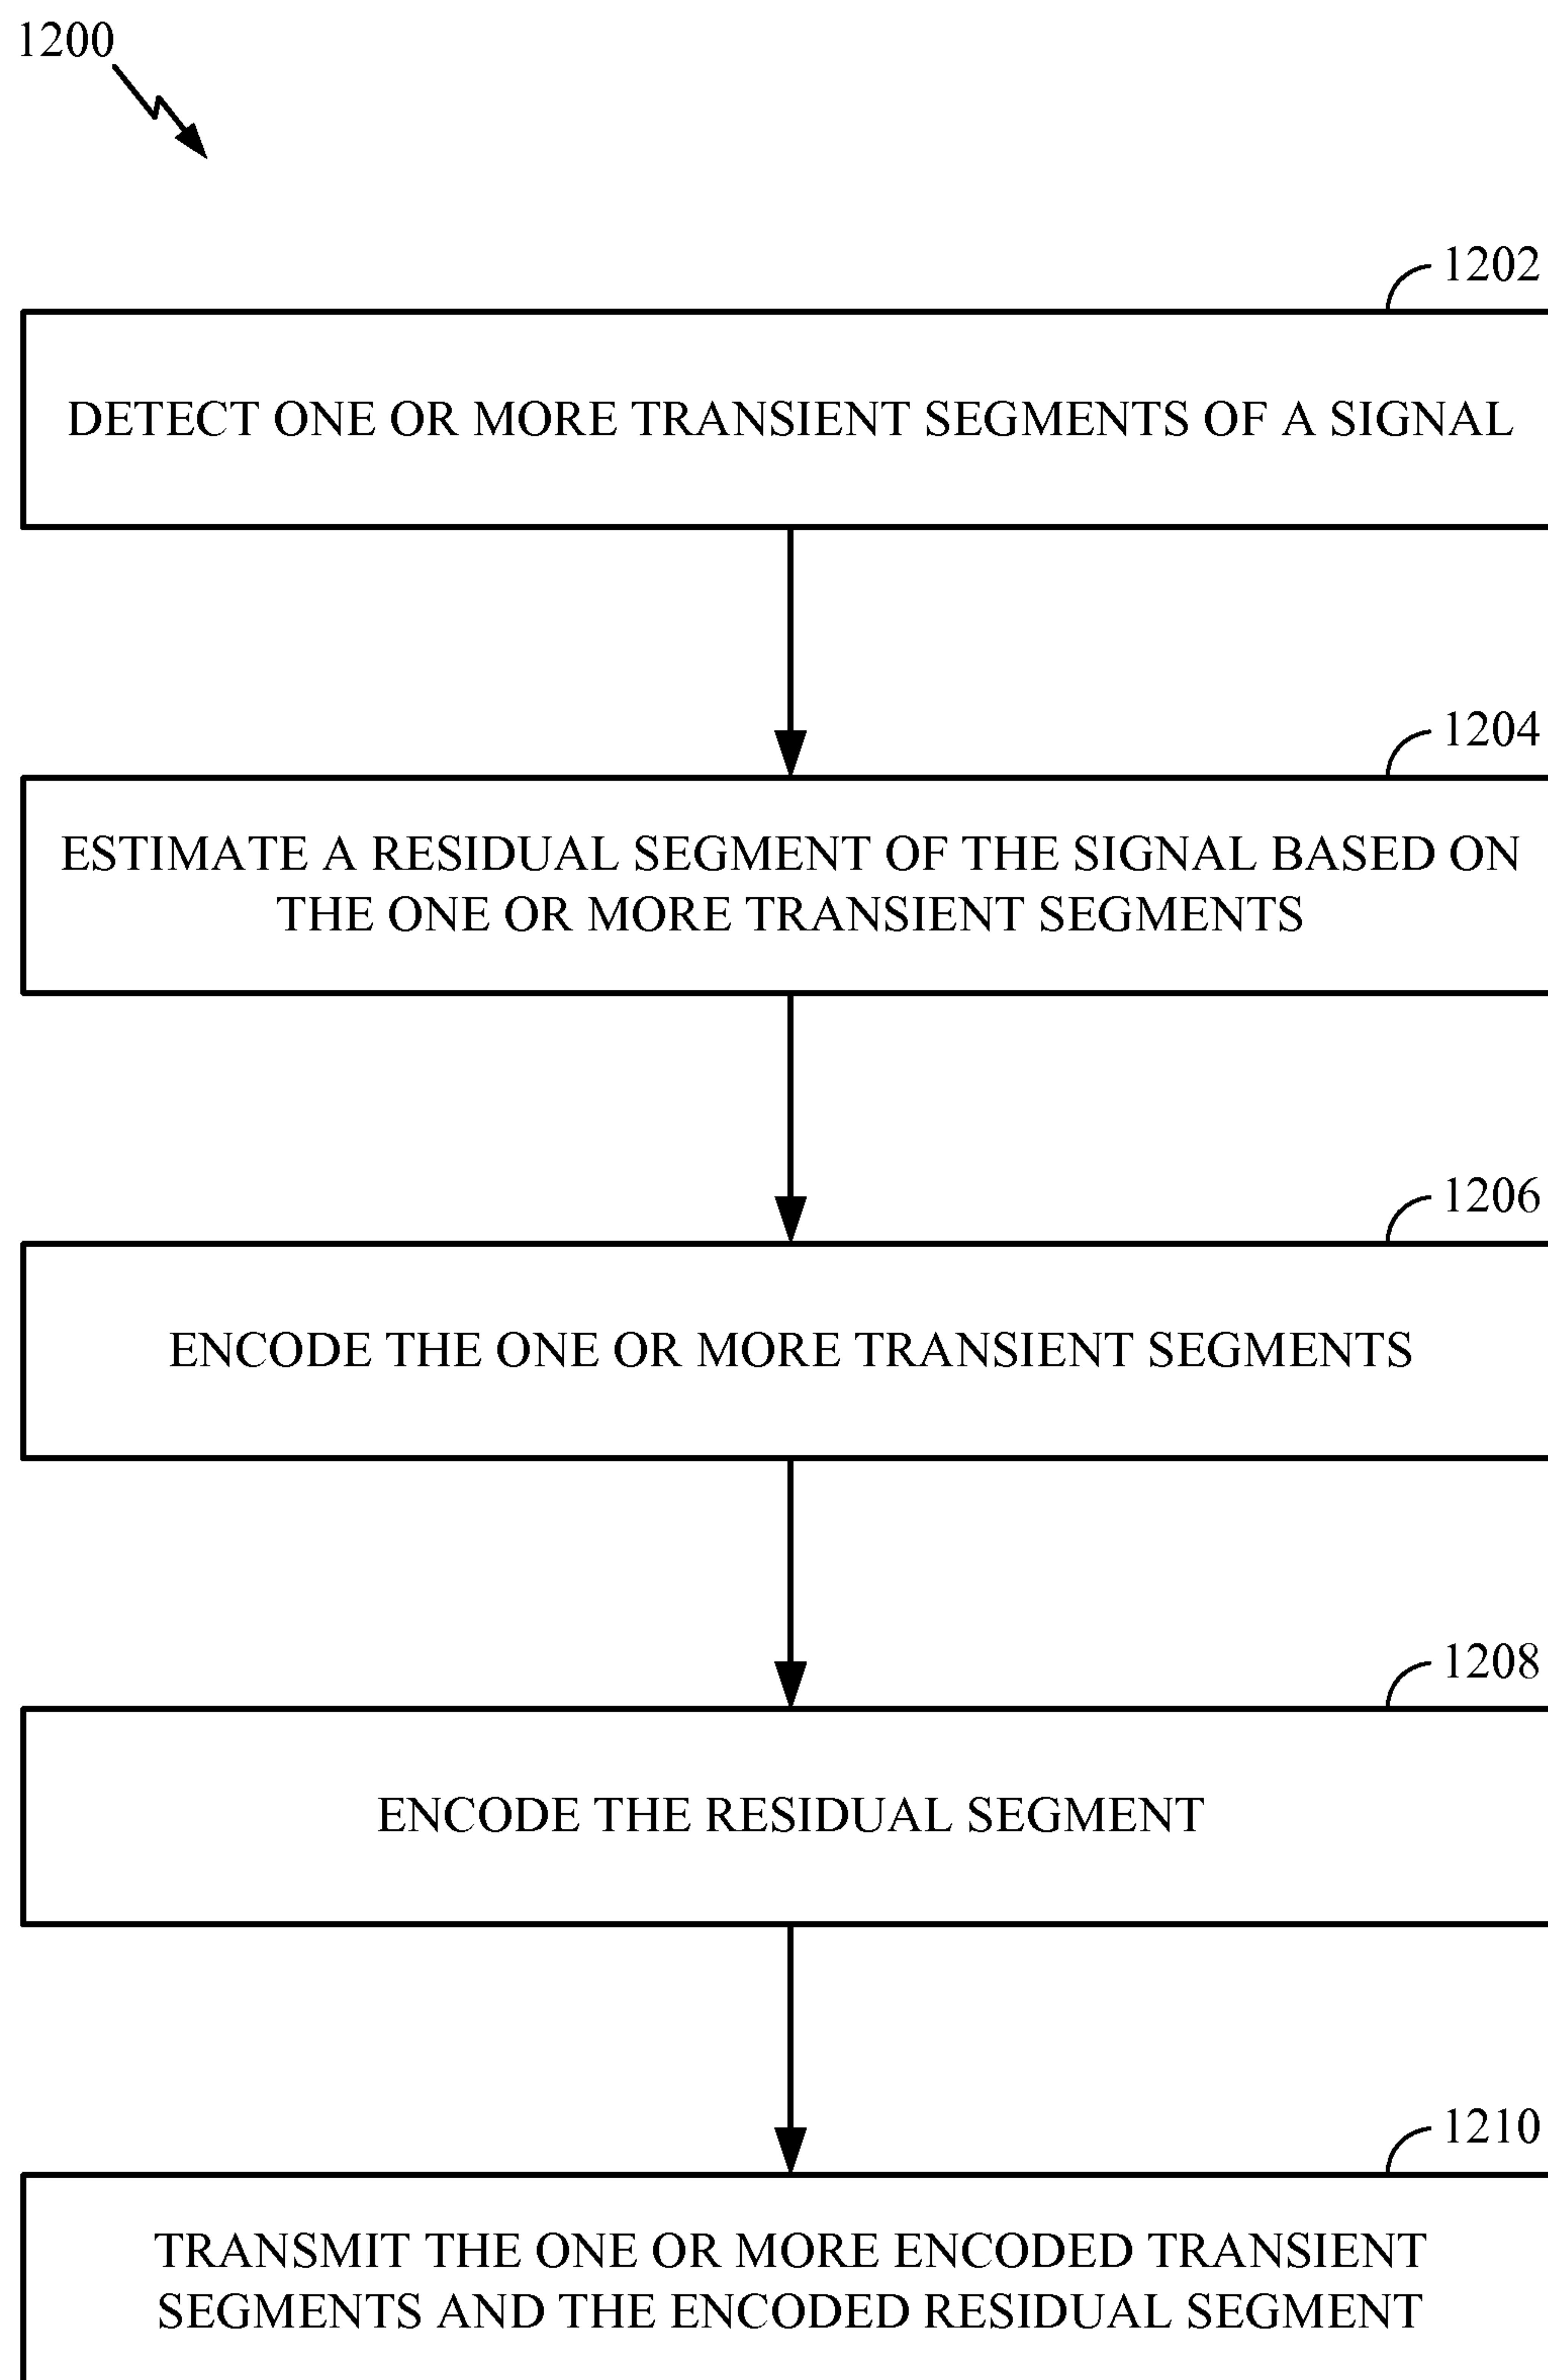 1200
1202
DETECT ONE OR MORE TRANSIENT SEGMENTS OF A SIGNAL
1204
ESTIMATE A RESIDUAL SEGMENT OF THE SIGNAL BASED ON
THE ONE OR MORE TRANSIENT SEGMENTS
1206
ENCODE THE ONE OR MORE TRANSIENT SEGMENTS
1208
ENCODE THE RESIDUAL SEGMENT
1210
TRANSMIT THE ONE OR MORE ENCODED TRANSIENT
SEGMENTS AND THE ENCODED RESIDUAL SEGMENT